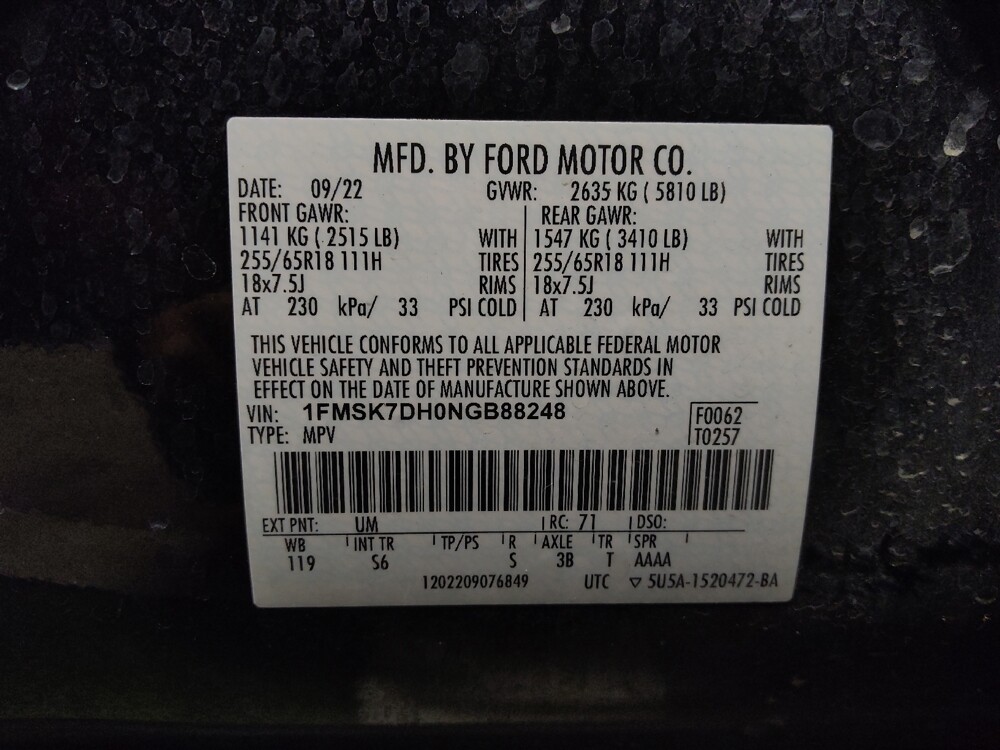 MFD. BY FORD MOTOR CO.
DATE: 09/22 GVWR: 2635 KG ( 5810 LB)
FRONT GAWR: REAR GAWR:
1141 KG ( 2515 LB) WITH 1547 KG ( 3410 LB) WITH
255/65R18 111H TIRES 255/65R18 111H TIRES
18x7.5J RIMS 18x7.5J RIMS
AT 230 kPa/ 33 PSI COLD AT 230 kPa/ 33 PSI COLD
THIS VEHICLE CONFORMS TO ALL APPLICABLE FEDERAL MOTOR
VEHICLE SAFETY AND THEFT PREVENTION STANDARDS IN
EFFECT ON THE DATE OF MANUFACTURE SHOWN ABOVE.
VIN: 1FMSK7DH0NGB88248 F0062
TYPE: MPV T0257
EXT PNT: UM RC: 71 DSO:
WB INT TR TP/PS R AXLE TR SPR
119 S6 S 3B T AAAA
1202209076849 UTC ▽ 5U5A-1520472-BA